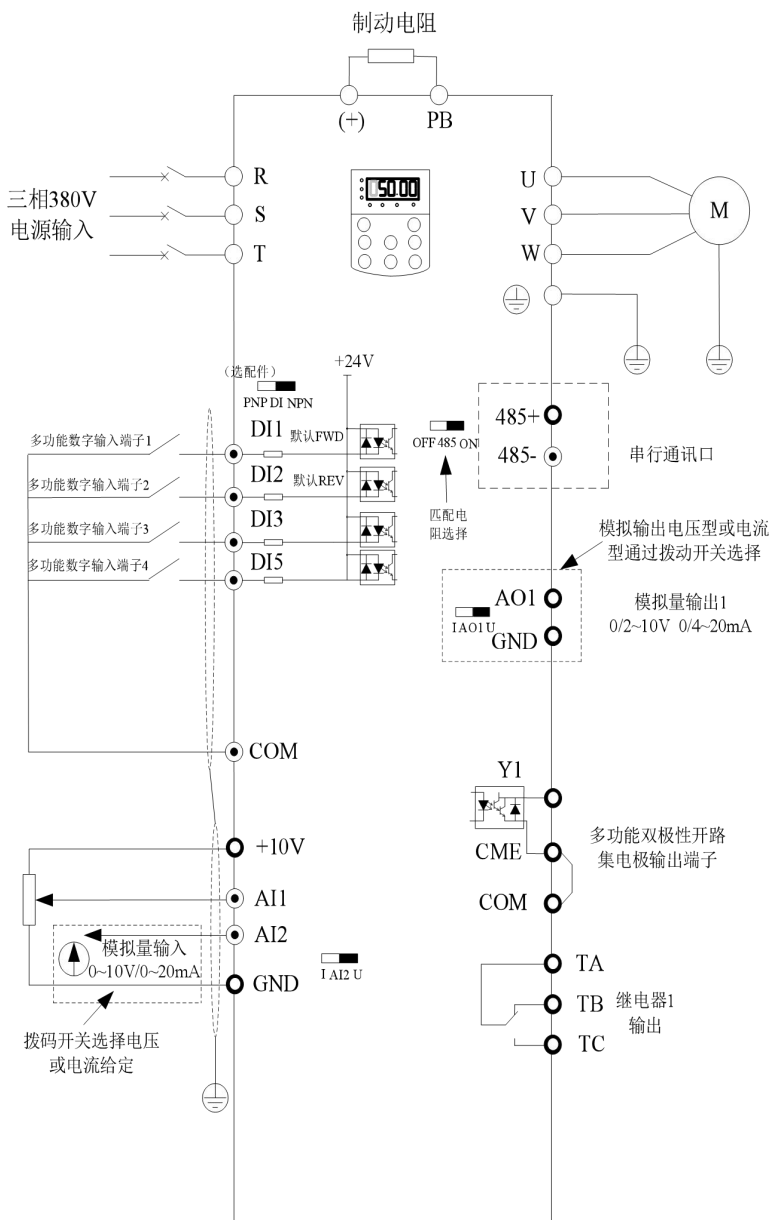 制动电阻
(+)
PB
三相380V
电源输入
R
S
T
50.00
U
V
W
M
+24V
（选配件）
PNP DI NPN
多功能数字输入端子1
DI1
默认FWD
多功能数字输入端子2
DI2
默认REV
多功能数字输入端子3
DI3
多功能数字输入端子4
DI5
COM
OFF 485 ON
匹配电
阻选择
485+
485-
串行通讯口
模拟输出电压型或电流
型通过拨动开关选择
I AO1 U
AO1
GND
模拟量输出1
0/2~10V 0/4~20mA
Y1
CME
COM
多功能双极性开路
集电极输出端子
+10V
AI1
AI2
GND
模拟量输入
0~10V/0~20mA
I AI2 U
拨码开关选择电压
或电流给定
TA
TB
TC
继电器1
输出